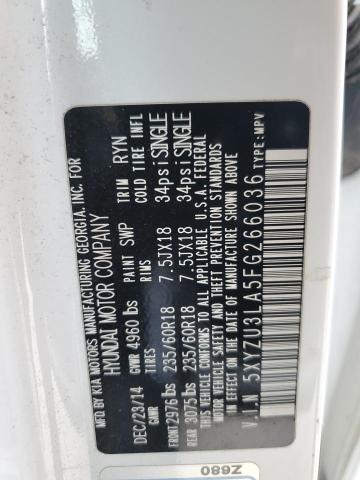 MFD BY KIA MOTORS MANUFACTURING GEORGIA, INC. FOR
HYUNDAI MOTOR COMPANY
DEC/23/14 GVWR 4960 lbs PAINT SWP TRIM RYN
GAWR TIRES RIMS COLD TIRE INFL
FRONT 2976 lbs 235/60R18 7.5JX18 34psi SINGLE
REAR 3075 lbs 235/60R18 7.5JX18 34psi SINGLE
THIS VEHICLE CONFORMS TO ALL APPLICABLE U.S.A. FEDERAL
MOTOR VEHICLE SAFETY AND THEFT PREVENTION STANDARDS
IN EFFECT ON THE DATE OF MANUFACTURE SHOWN ABOVE.
V.I.N 5XYZU3LA5FG266036 TYPE:MPV
Z680